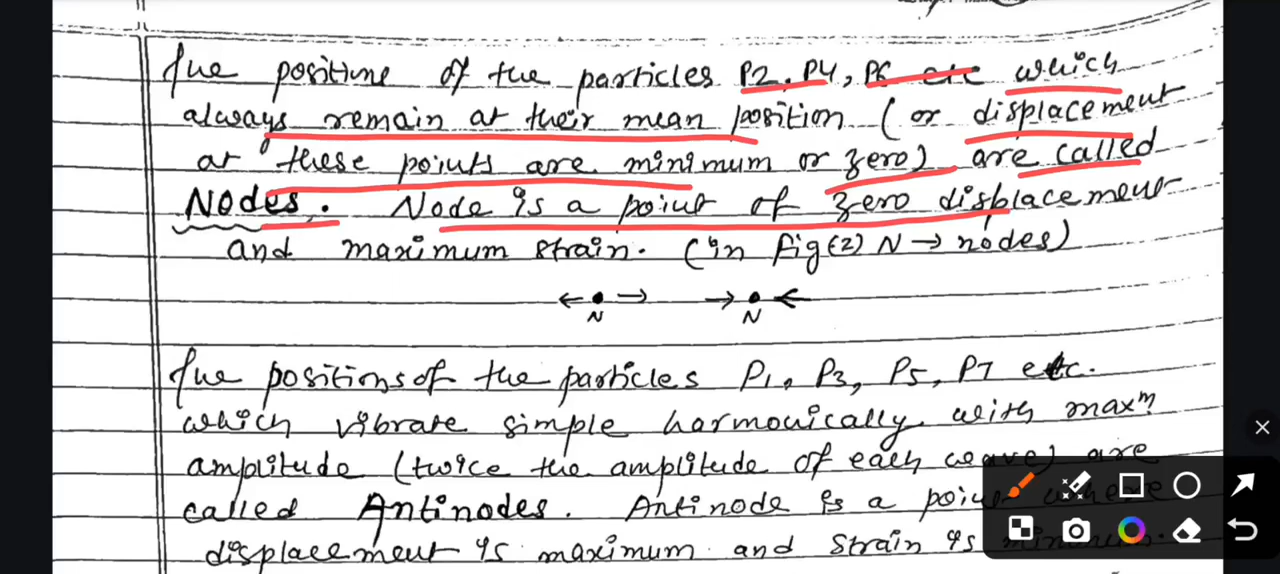 The positions of the particles P2, P4, P6 etc which
always remain at their mean position (or displacement
at these points are minimum or zero) are called
Nodes. Node is a point of zero displacement
and maximum strain. (in fig(2) N → nodes)
N N
The positions of the particles P1, P3, P5, P7 etc.
which vibrate simple harmonically with maxm
amplitude (twice the amplitude of each wave) are
called Antinodes. Antinode is a point where
displacement is maximum and strain is minimum.